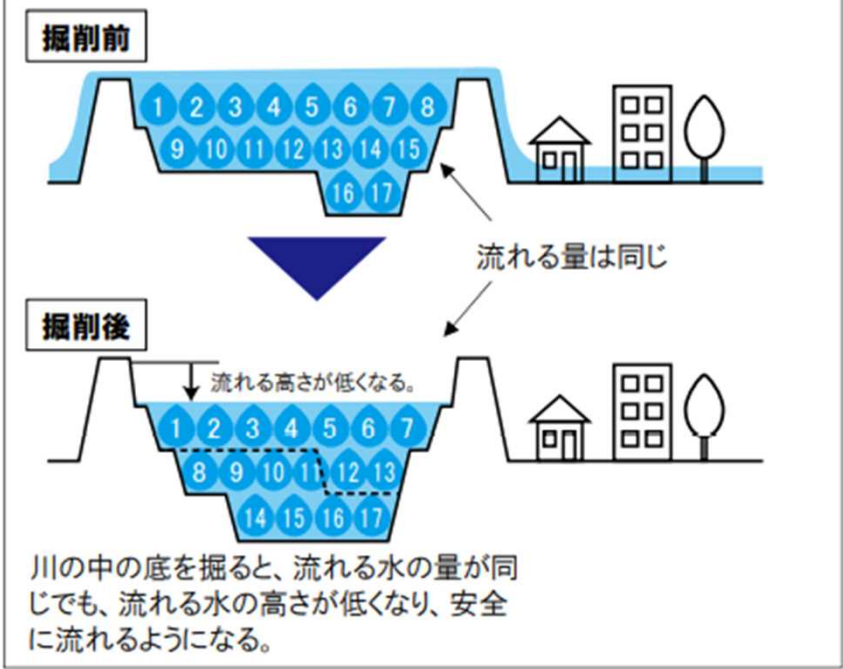 掘削前
1 2 3 4 5 6 7 8
9 10 11 12 13 14 15
16 17
流れる量は同じ
掘削後
流れる高さが低くなる。
1 2 3 4 5 6 7
8 9 10 11 12 13
14 15 16 17
川の中の底を掘ると、流れる水の量が同
じでも、流れる水の高さが低くなり、安全
に流れるようになる。